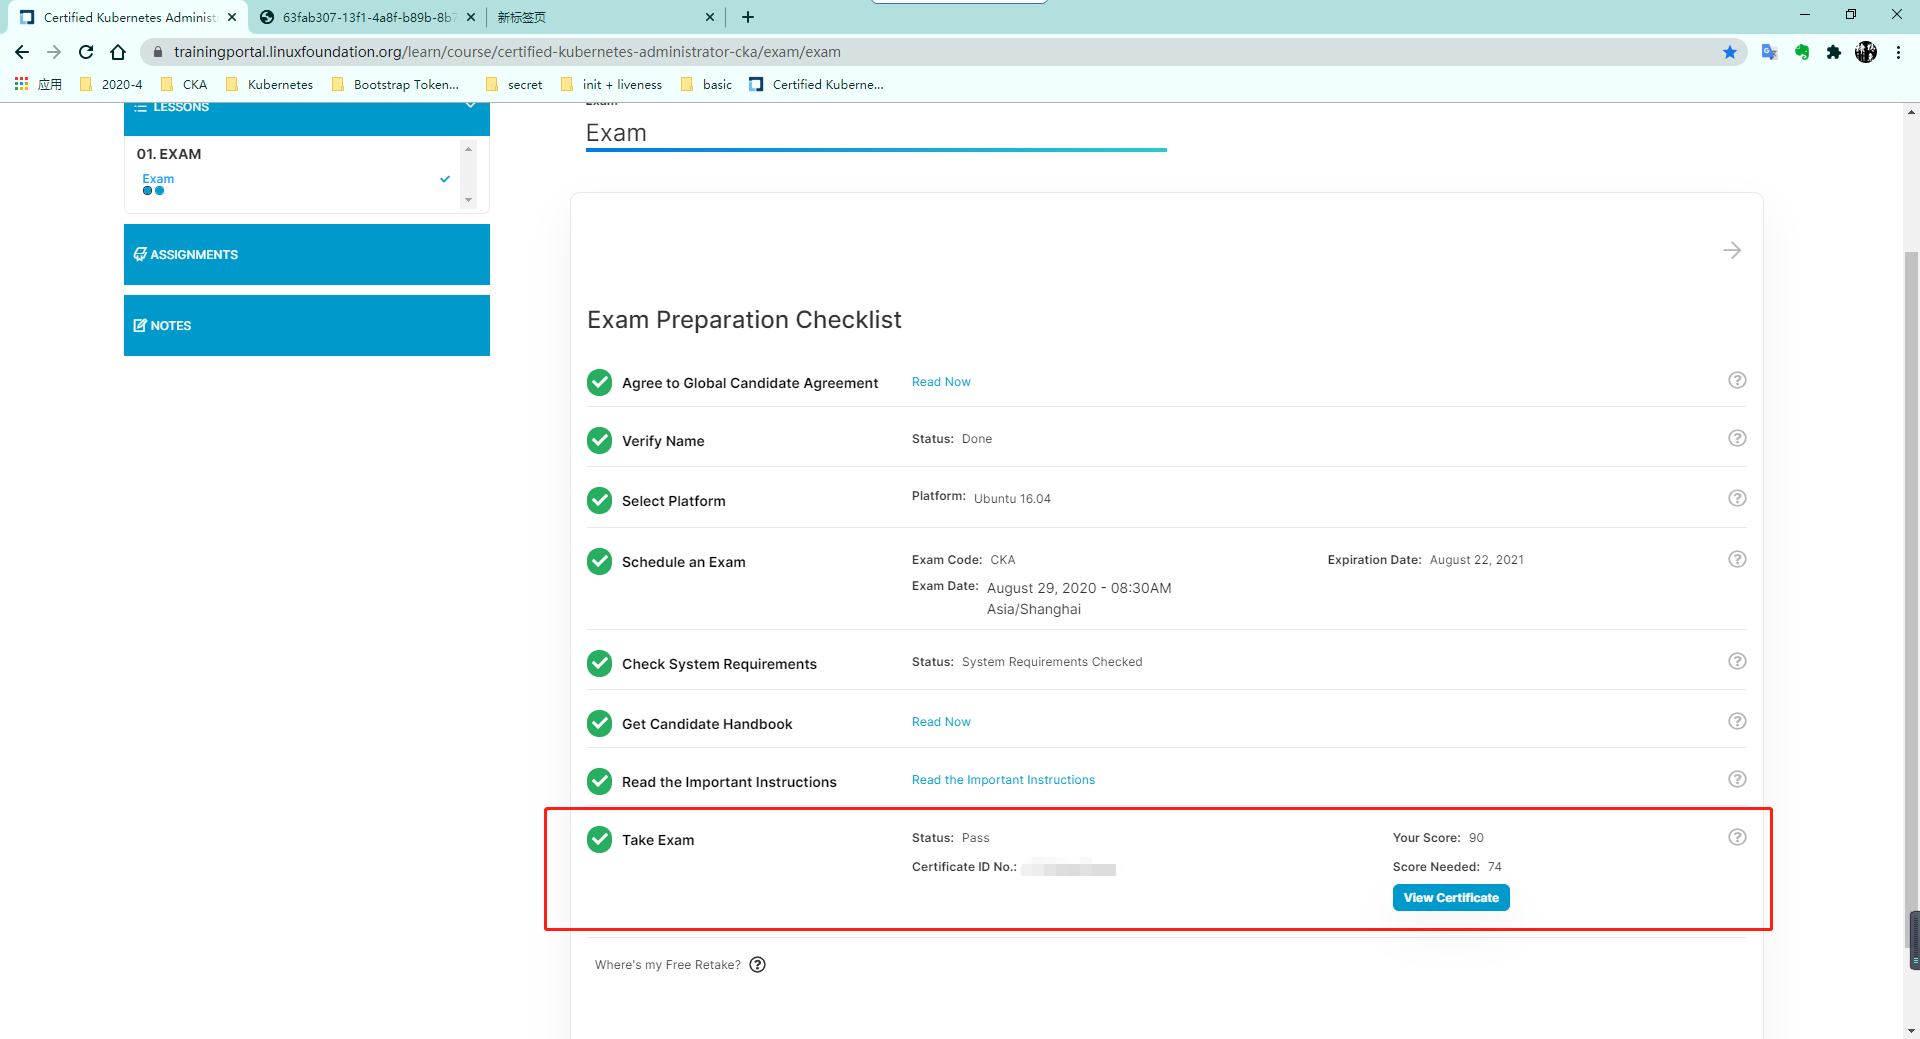 Certified Kubernetes Administ
63fab307-13f1-4a8f-b89b-8b7
新标签页
trainingportal.linuxfoundation.org/learn/course/certified-kubernetes-administrator-cka/exam/exam
应用
2020-4
CKA
Kubernetes
Bootstrap Token...
secret
init + liveness
basic
Certified Kuberne...
LESSONS
01. EXAM
Exam
ASSIGNMENTS
NOTES
Exam
Exam
Exam Preparation Checklist
Agree to Global Candidate Agreement Read Now
Verify Name Status: Done
Select Platform Platform: Ubuntu 16.04
Schedule an Exam Exam Code: CKA Expiration Date: August 22, 2021
Exam Date: August 29, 2020 - 08:30AM
Asia/Shanghai
Check System Requirements Status: System Requirements Checked
Get Candidate Handbook Read Now
Read the Important Instructions Read the Important Instructions
Take Exam Status: Pass Your Score: 90
Certificate ID No.: Score Needed: 74
View Certificate
Where's my Free Retake?